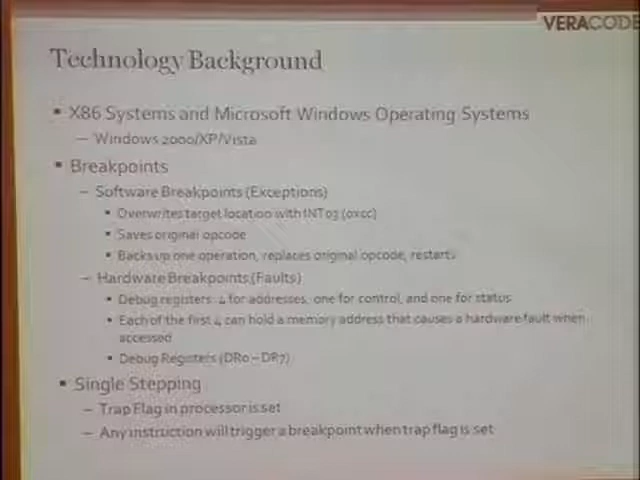 VERACODE
Technology Background
▪ X86 Systems and Microsoft Windows Operating Systems
– Windows 2000/XP/Vista
▪ Breakpoints
– Software Breakpoints (Exceptions)
▪ Overwrites target location with INT03 (0xcc)
▪ Saves original opcode
▪ Backs up one operation, replaces original opcode, restarts
– Hardware Breakpoints (Faults)
▪ Debug registers: 4 for addresses, one for control, and one for status
▪ Each of the first 4 can hold a memory address that causes a hardware fault when
accessed
▪ Debug Registers (DR0 – DR7)
▪ Single Stepping
– Trap Flag in processor is set
– Any instruction will trigger a breakpoint when trap flag is set